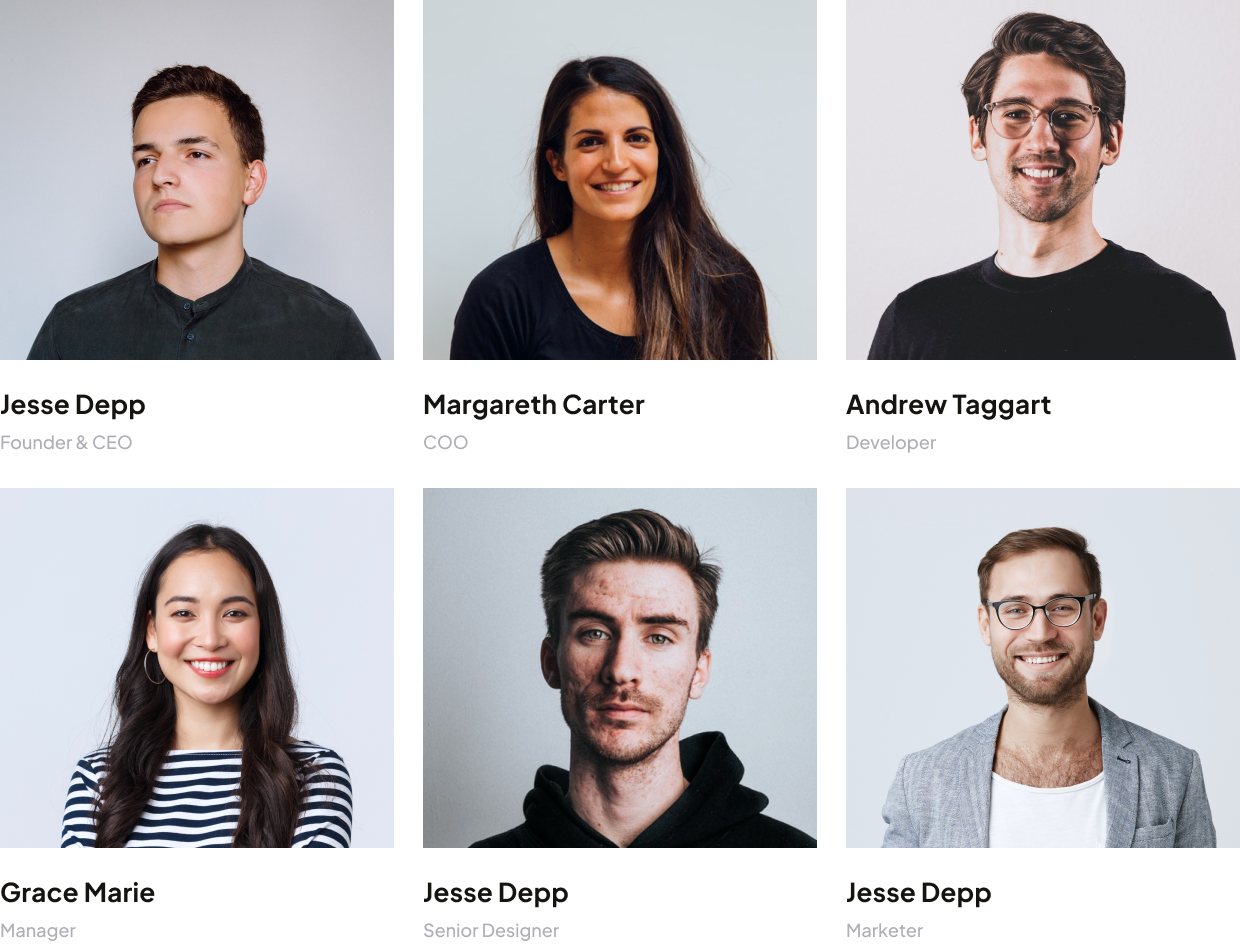 Jesse Depp
Founder & CEO
Margareth Carter
COO
Andrew Taggart
Developer
Grace Marie
Manager
Jesse Depp
Senior Designer
Jesse Depp
Marketer